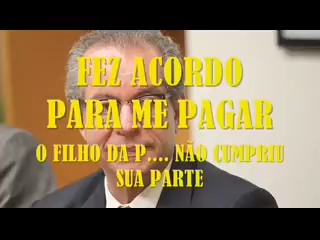 FEZ ACORDO
PARA ME PAGAR
O FILHO DA P.... NÃO CUMPRIU
SUA PARTE